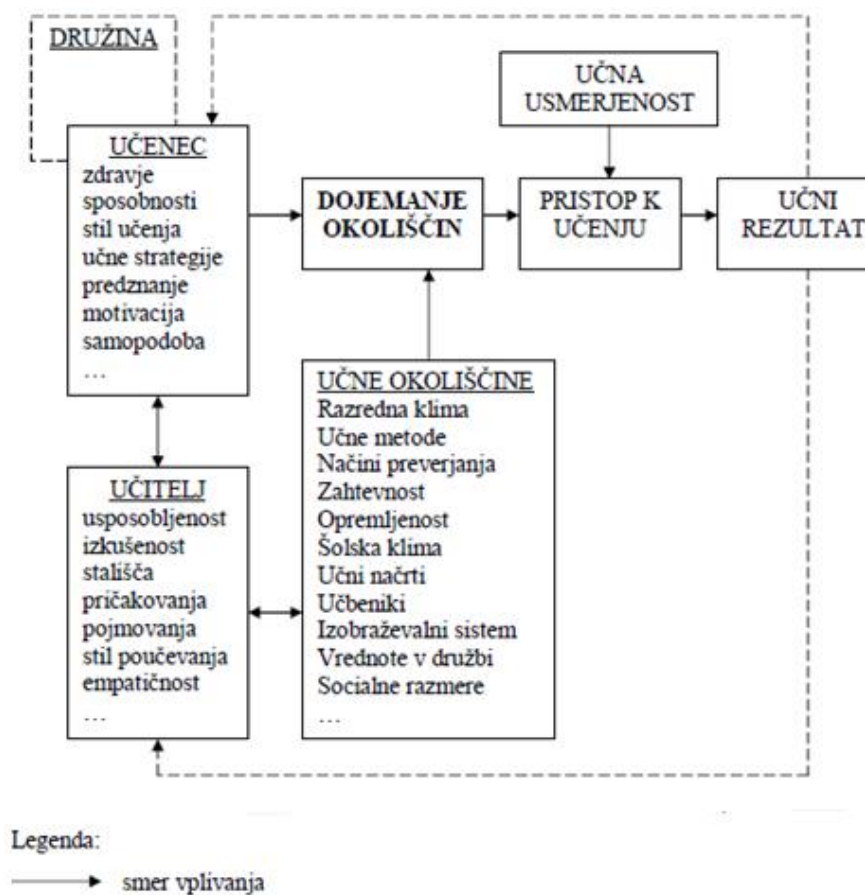 DRUŽINA
UČENEC
zdravje
sposobnosti
stil učenja
učne strategije
predznanje
motivacija
samopodoba
…
DOJEMANJE
OKOLIŠČIN
UČNA
USMERJENOST
PRISTOP K
UČENJU
UČNI
REZULTAT
UČNE OKOLIŠČINE
Razredna klima
Učne metode
Načini preverjanja
Zahtevnost
Opremljenost
Šolska klima
Učni načrti
Učbeniki
Izobraževalni sistem
Vrednote v družbi
Socialne razmere
…
UČITELJ
usposobljenost
izkušenost
stališča
pričakovanja
pojmovanja
stil poučevanja
empatičnost
…
Legenda:
smer vplivanja